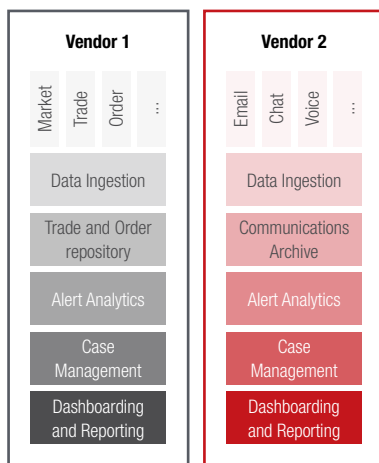 Vendor 1
Market
Trade
Order
...
Data Ingestion
Trade and Order
repository
Alert Analytics
Case
Management
Dashboarding
and Reporting
Vendor 2
Email
Chat
Voice
...
Data Ingestion
Communications
Archive
Alert Analytics
Case
Management
Dashboarding
and Reporting